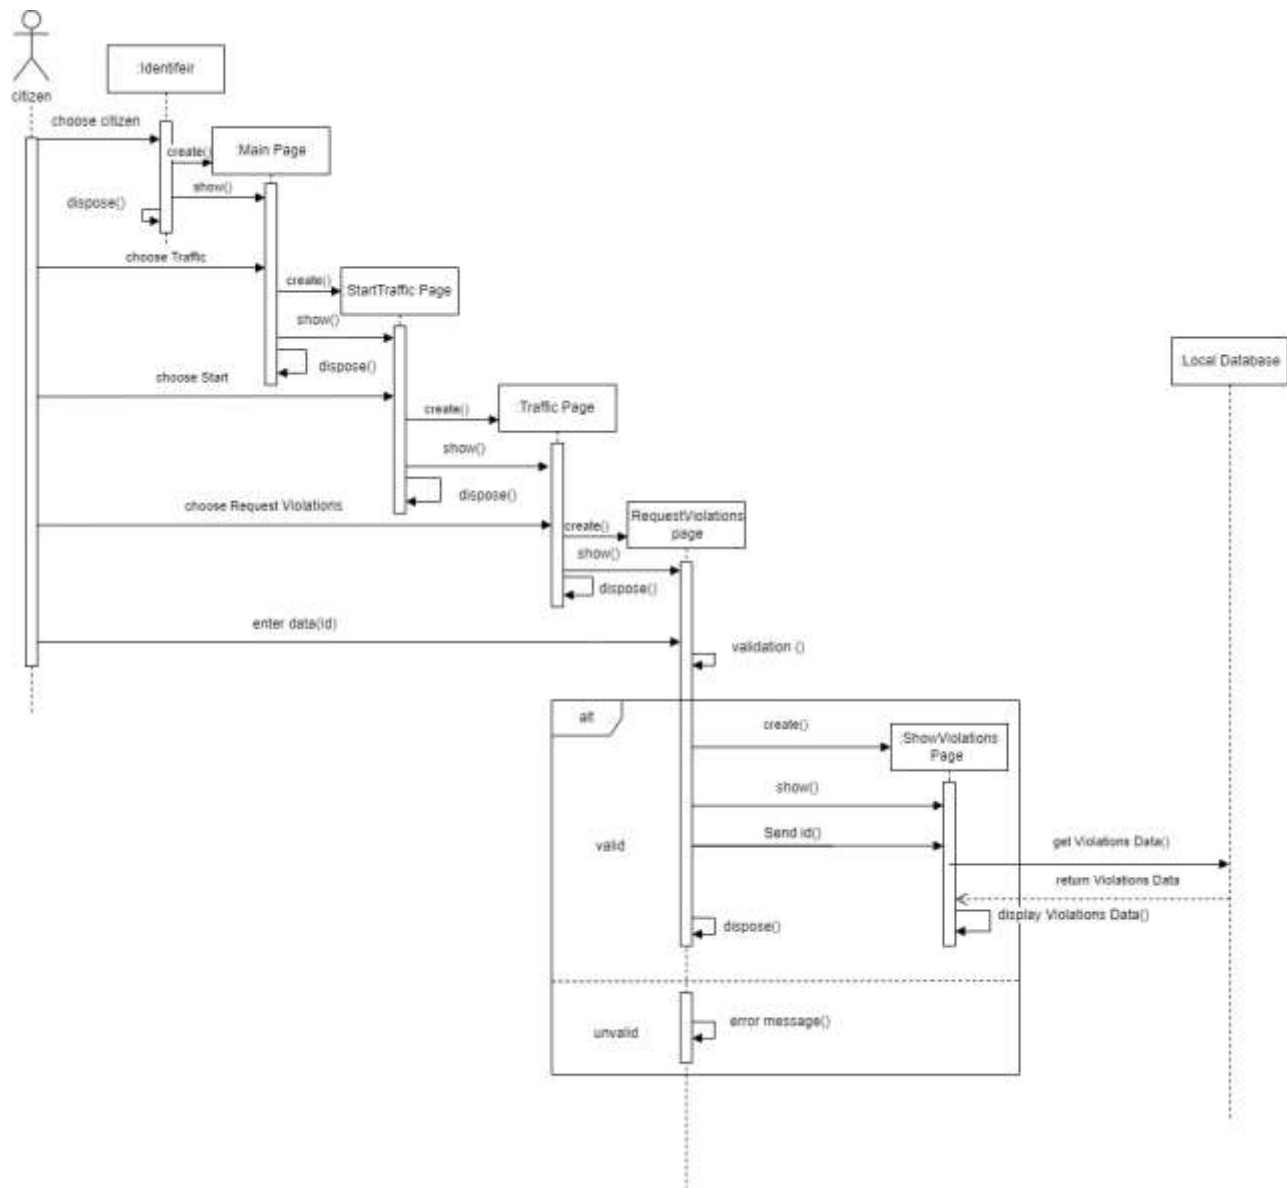 citizen
:Identifeir
choose citizen
create()
:Main Page
show()
dispose()
choose Traffic
create()
:StartTraffic Page
show()
dispose()
choose Start
create()
:Traffic Page
show()
dispose()
choose Request Violations
create()
:RequestViolations
page
show()
dispose()
:Local Database
enter data(id)
validation ()
alt
create()
:ShowViolations
Page
show()
valid
Send id()
get Violations Data()
return Violations Data
display Violations Data()
dispose()
unvalid
error message()